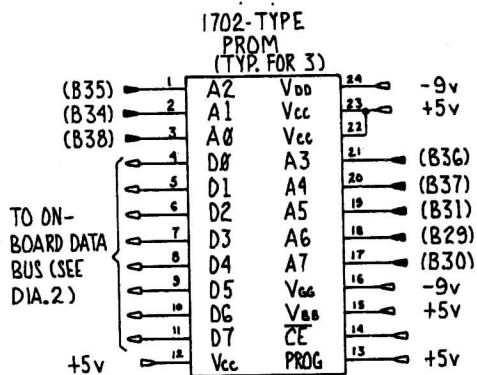 1702-TYPE
PROM
(TYP. FOR 3)
(B35) 1 A2 VDD 24 -9v
(B34) 2 A1 Vcc 23 +5v
(B38) 3 AØ Vcc 22
4 DØ A3 21 (B36)
5 D1 A4 20 (B37)
6 D2 A5 19 (B31)
7 D3 A6 18 (B29)
8 D4 A7 17 (B30)
9 D5 VGG 16 -9v
10 D6 VBB 15 +5v
11 D7 CE 14
+5v 12 Vcc PROG 13 +5v
TO ON-
BOARD DATA
BUS (SEE
DIA.2)